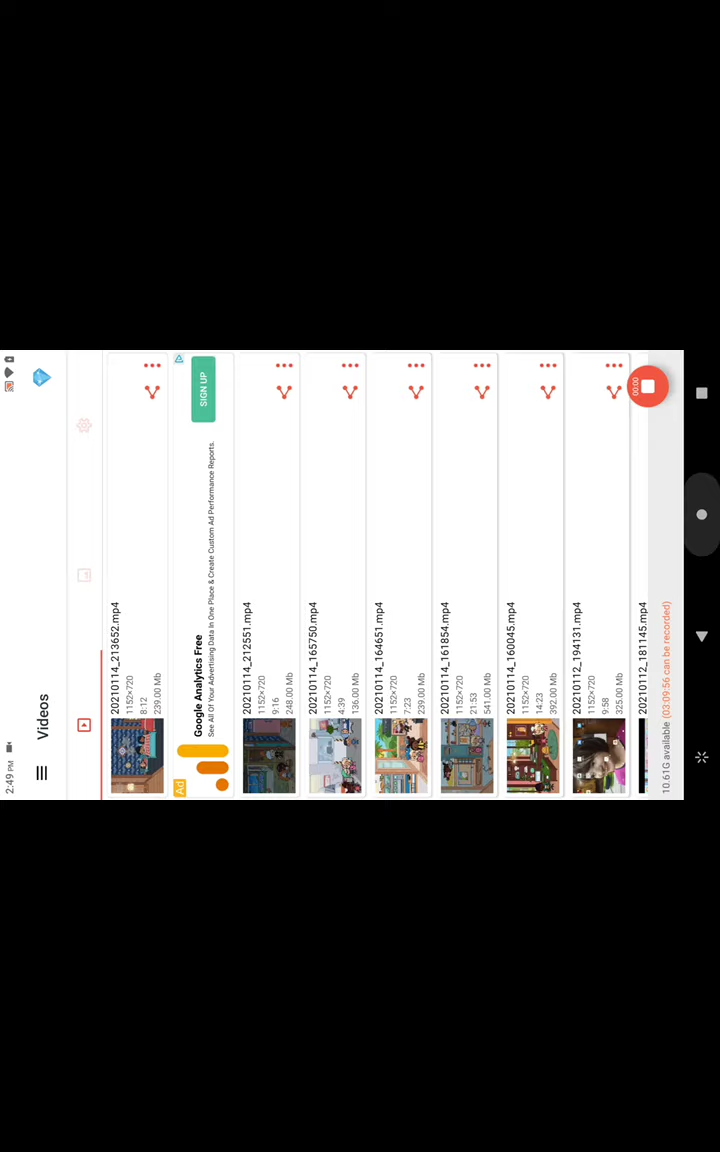 2:49 PM
Videos
20210114_213652.mp4
1152×720
8:12
239.00 Mb
Ad
Google Analytics Free
See All Of Your Advertising Data In One Place & Create Custom Ad Performance Reports.
SIGN UP
20210114_212551.mp4
1152×720
9:16
248.00 Mb
20210114_165750.mp4
1152×720
4:39
136.00 Mb
20210114_164651.mp4
1152×720
7:23
239.00 Mb
20210114_161854.mp4
1152×720
21:53
541.00 Mb
20210114_160045.mp4
1152×720
14:23
392.00 Mb
20210112_194131.mp4
1152×720
9:58
325.00 Mb
20210112_181145.mp4
00:00
10.61G available (03:09:56 can be recorded)